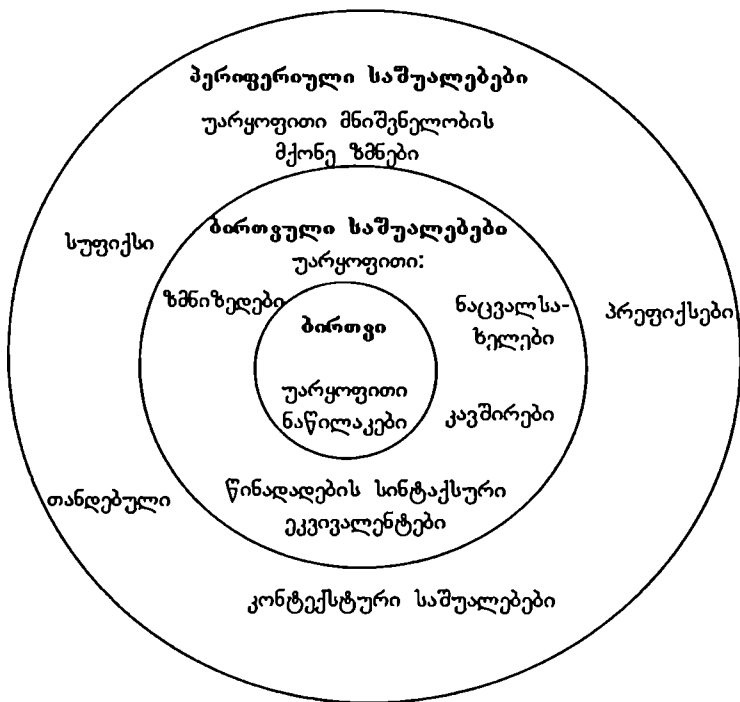 პერიფერიული საშუალებები
უარყოფითი მნიშვნელობის
მქონე ზმნები
სუფიქსი
ბირთვული საშუალებები
უარყოფითი:
ზმნიზედები
ნაცვალსა-
ხელები
პრეფიქსები
ბირთვი
უარყოფითი
ნაწილაკები
კავშირები
თანდებული
წინადადების სინტაქსური
ეკვივალენტები
კონტექსტური საშუალებები